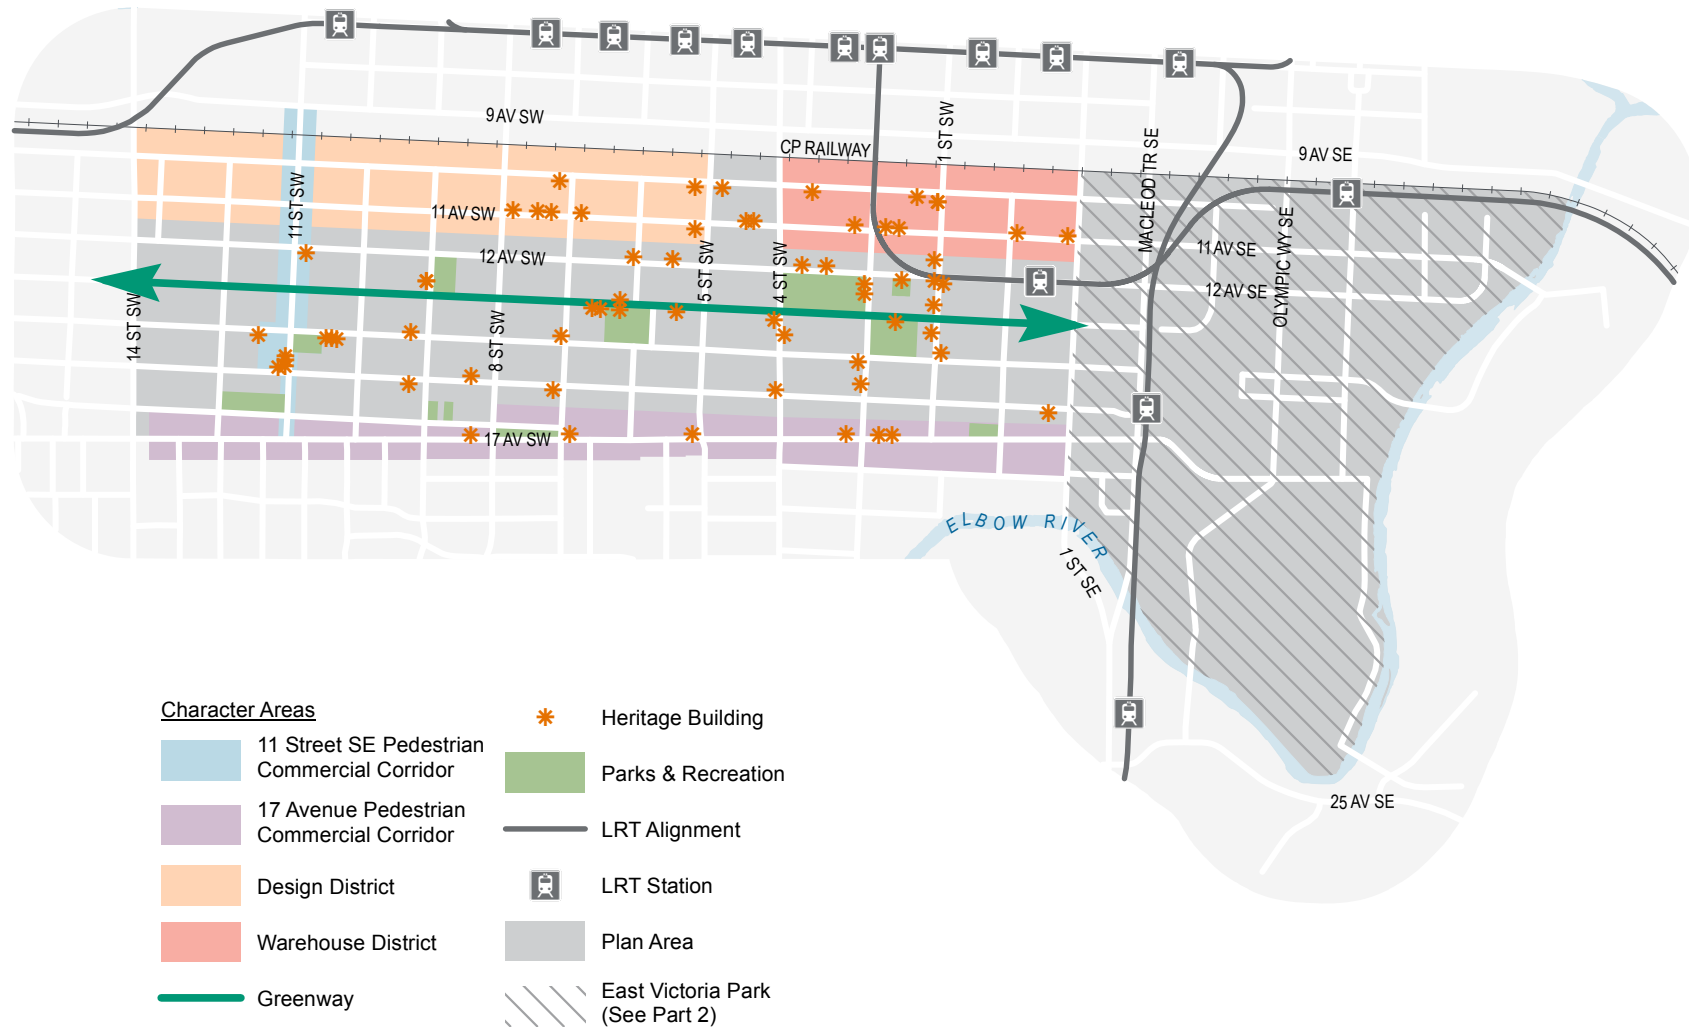 9 AV SW
CP RAILWAY
1 ST SW
MACLEOD TR SE
9 AV SE
11 ST SW
11 AV SW
12 AV SW
5 ST SW
4 ST SW
OLYMPIC WY SE
11 AV SE
12 AV SE
14 ST SW
8 ST SW
17 AV SW
ELBOW RIVER
1 ST SE
25 AV SE
Character Areas
11 Street SE Pedestrian
Commercial Corridor
17 Avenue Pedestrian
Commercial Corridor
Design District
Warehouse District
Greenway
Heritage Building
Parks & Recreation
LRT Alignment
LRT Station
Plan Area
East Victoria Park
(See Part 2)